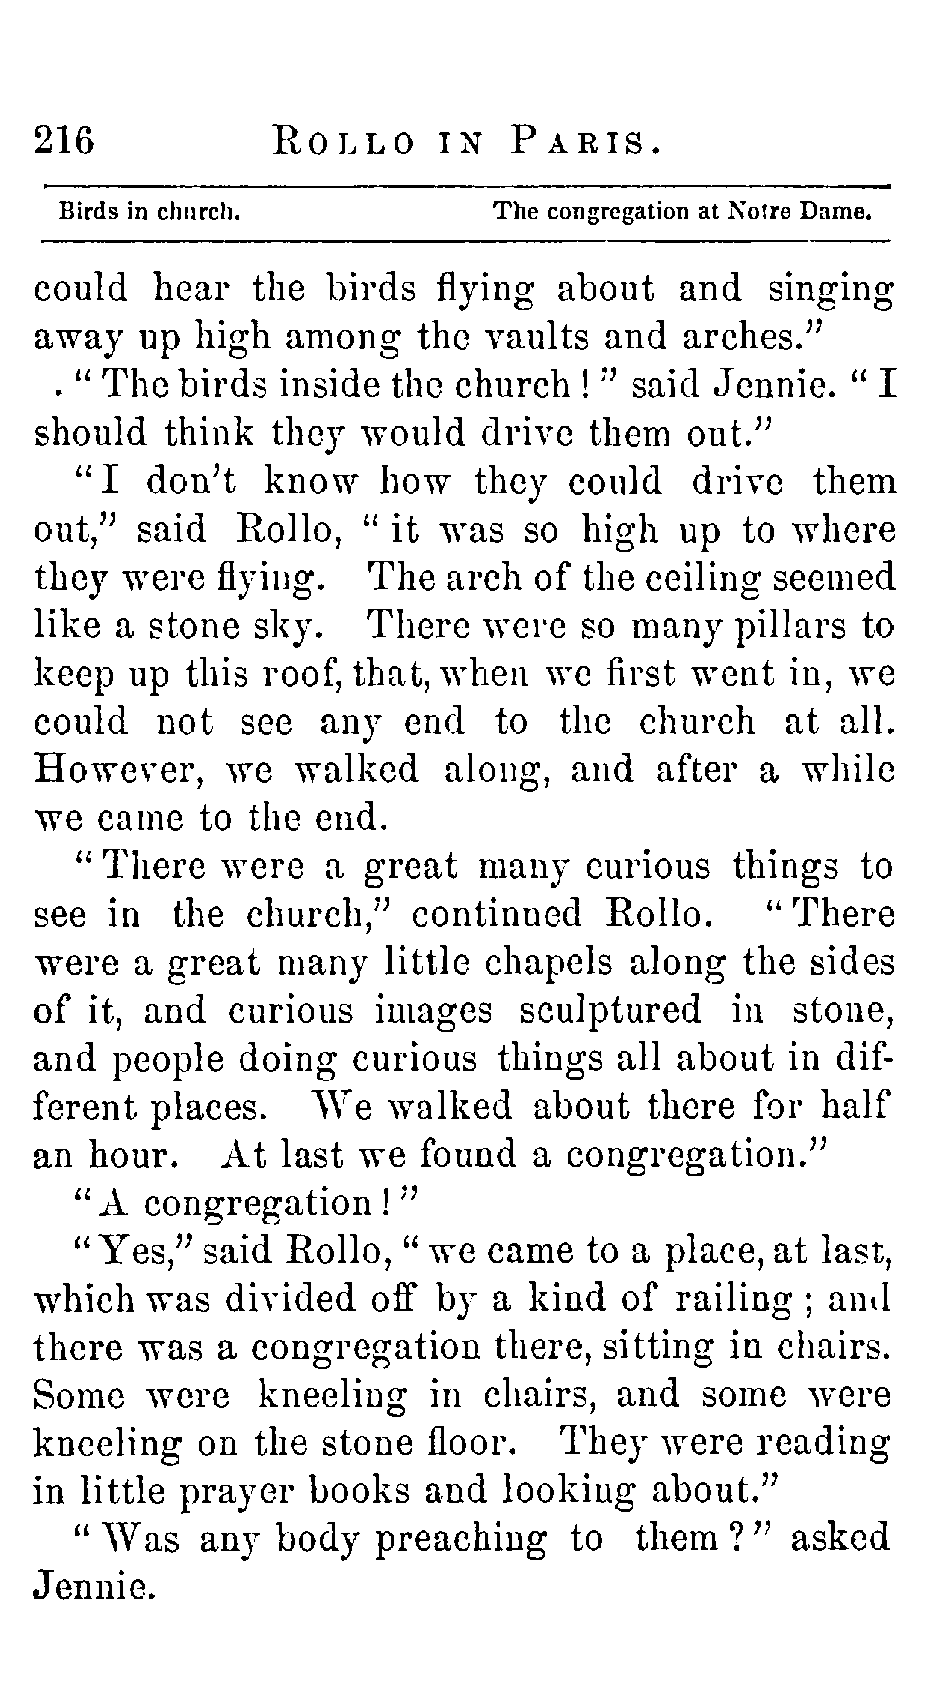 216 ROLLO IN PARIS.
Birds in church. The congregation at Notre Dame.
could hear the birds flying about and singing
away up high among the vaults and arches.”
. “ The birds inside the church ! ” said Jennie. “ I
should think they would drive them out.”
“ I don’t know how they could drive them
out,” said Rollo, “ it was so high up to where
they were flying. The arch of the ceiling seemed
like a stone sky. There were so many pillars to
keep up this roof, that, when we first went in, we
could not see any end to the church at all.
However, we walked along, and after a while
we came to the end.
“ There were a great many curious things to
see in the church,” continued Rollo. “ There
were a great many little chapels along the sides
of it, and curious images sculptured in stone,
and people doing curious things all about in dif-
ferent places. We walked about there for half
an hour. At last we found a congregation.”
“ A congregation ! ”
“ Yes,” said Rollo, “ we came to a place, at last,
which was divided off by a kind of railing ; and
there was a congregation there, sitting in chairs.
Some were kneeling in chairs, and some were
kneeling on the stone floor. They were reading
in little prayer books and looking about.”
“ Was any body preaching to them ? ” asked
Jennie.